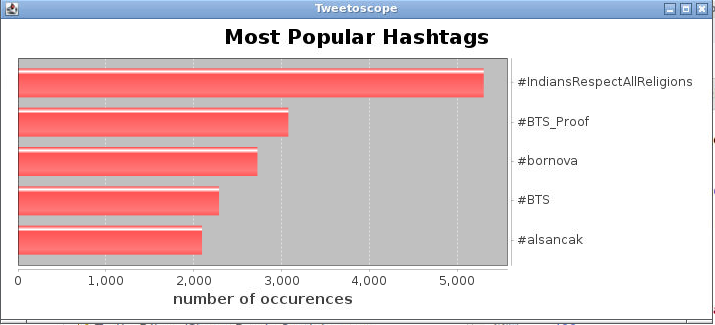 Tweetoscope
Most Popular Hashtags
#IndiansRespectAllReligions
#BTS_Proof
#bornova
#BTS
#alsancak
0 1,000 2,000 3,000 4,000 5,000
number of occurences